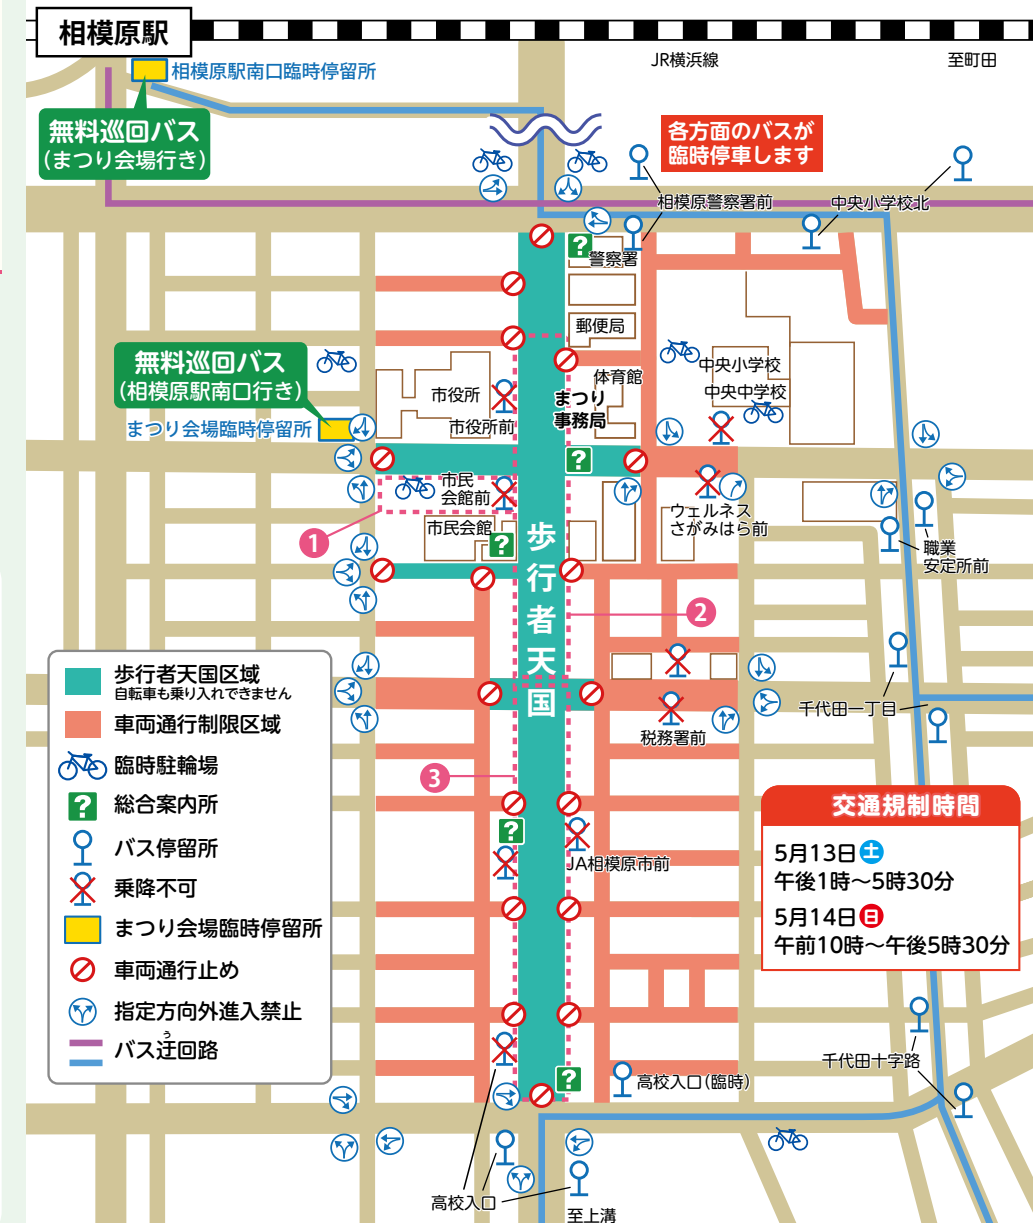 相模原駅
JR横浜線
至町田
相模原駅南口臨時停留所
無料巡回バス
(まつり会場行き)
各方面のバスが
臨時停車します
相模原警察署前
中央小学校北
?
警察署
郵便局
無料巡回バス
(相模原駅南口行き)
まつり会場臨時停留所
市役所
市役所前
体育館
まつり
事務局
中央小学校
中央中学校
?
市民
会館前
市民会館
?
ウェルネス
さがみはら前
職業
安定所前
1
2
3
歩行者天国
千代田一丁目
税務署前
歩行者天国区域
自転車も乗り入れできません
車両通行制限区域
臨時駐輪場
?
総合案内所
バス停留所
乗降不可
まつり会場臨時停留所
車両通行止め
指定方向外進入禁止
う
バス迂回路
?
JA相模原市前
交通規制時間
5月13日土
午後1時〜5時30分
5月14日日
午前10時〜午後5時30分
千代田十字路
?
高校入口(臨時)
高校入口
至上溝